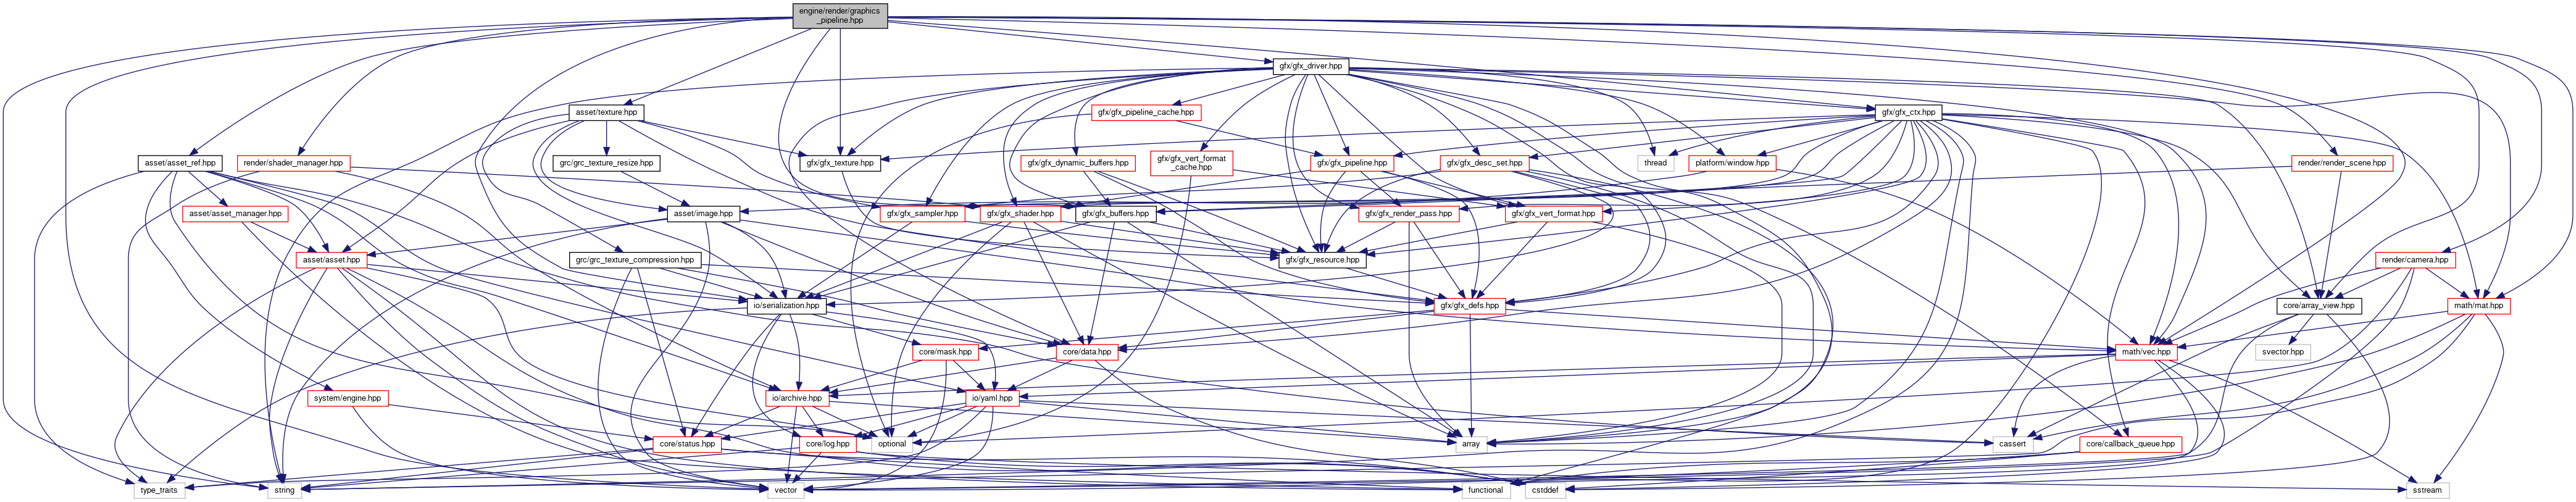 engine/render/graphics
_pipeline.hpp
gfx/gfx_driver.hpp
asset/texture.hpp
gfx/gfx_pipeline_cache.hpp
gfx/gfx_ctx.hpp
asset/asset_ref.hpp
render/shader_manager.hpp
grc/grc_texture_resize.hpp
gfx/gfx_texture.hpp
gfx/gfx_dynamic_buffers.hpp
gfx/gfx_vert_format
_cache.hpp
gfx/gfx_pipeline.hpp
gfx/gfx_desc_set.hpp
thread
platform/window.hpp
render/render_scene.hpp
asset/asset_manager.hpp
asset/image.hpp
gfx/gfx_sampler.hpp
gfx/gfx_shader.hpp
gfx/gfx_buffers.hpp
gfx/gfx_render_pass.hpp
gfx/gfx_vert_format.hpp
asset/asset.hpp
grc/grc_texture_compression.hpp
gfx/gfx_resource.hpp
render/camera.hpp
io/serialization.hpp
gfx/gfx_defs.hpp
core/array_view.hpp
math/mat.hpp
core/mask.hpp
core/data.hpp
math/vec.hpp
svector.hpp
system/engine.hpp
io/archive.hpp
io/yaml.hpp
core/status.hpp
core/log.hpp
optional
array
cassert
core/callback_queue.hpp
type_traits
string
vector
functional
cstddef
sstream